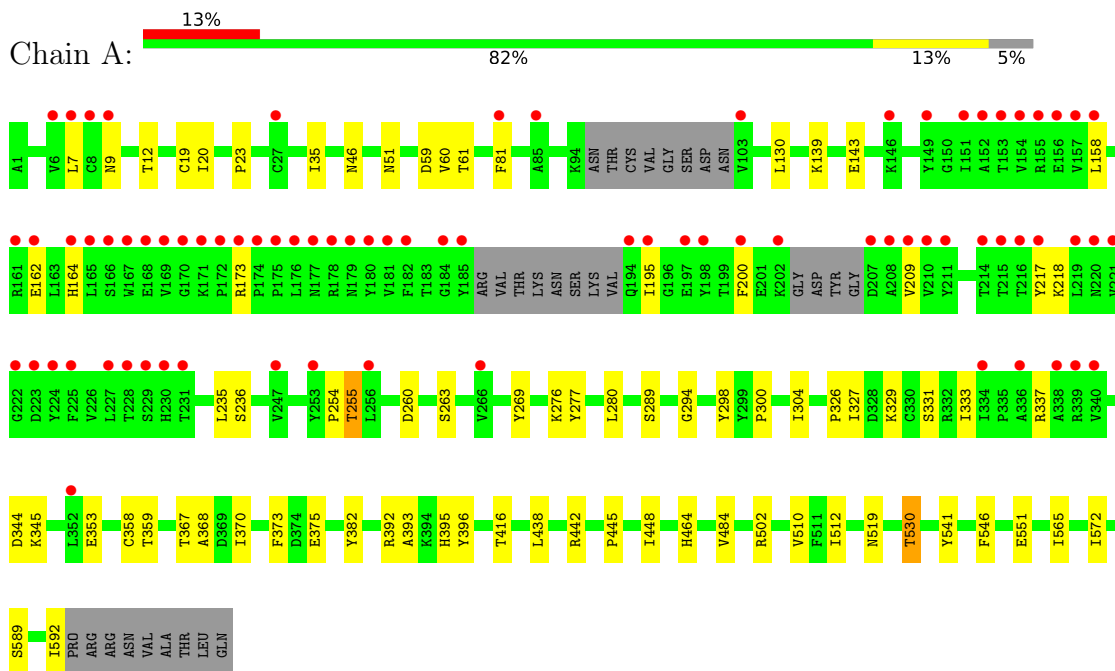 13%
Chain A:
82% 13% 5%
A1 V6 L7 C8 N9 T12 C19 I20 P23 C27 I35 N46 N51 D59 V60 T61 F81 A85 K94 ASN THR CYS VAL GLY SER ASP ASN V103 L130 K139 E143 K146 Y149 G150 I151 A152 T153 V154 R155 E156 V157 L158
R161 E162 L163 H164 L165 S166 W167 E168 V169 G170 K171 P172 R173 P174 P175 L176 N177 R178 N179 Y180 V181 F182 T183 G184 Y185 ARG VAL THR LYS ASN SER LYS VAL Q194 I195 G196 E197 Y198 T199 F200 E201 K202 GLY ASP TYR GLY D207 A208 V209 V210 Y211 T214 T215 T216 Y217 K218 L219 N220 V221
G222 D223 Y224 F225 V226 L227 T228 S229 H230 T231 L235 S236 V247 Y253 P254 T255 L256 D260 S263 V266 Y269 K276 Y277 L280 S289 G294 Y298 Y299 P300 I304 P326 I327 D328 K329 C330 S331 R332 I333 I334 P335 A336 R337 A338 R339 V340
D344 K345 L352 E353 C358 T359 T367 A368 D369 I370 F373 D374 E375 Y382 R392 A393 K394 H395 Y396 T416 L438 R442 P445 I448 H464 V484 R502 V510 F511 I512 N519 T530 Y541 F546 E551 I565 I572
S589 I592 PRO ARG ARG ASN VAL ALA THR LEU GLN